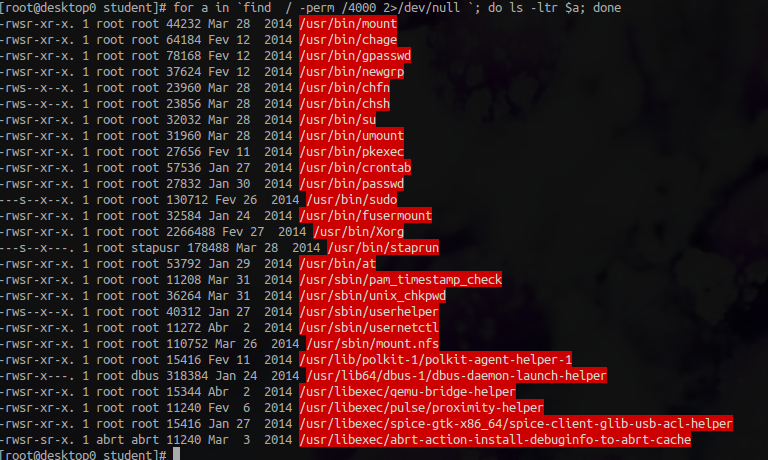 [root@desktop0 student]# for a in `find  / -perm /4000 2>/dev/null `; do ls -ltr $a; done
-rwsr-xr-x. 1 root root 44232 Mar 28  2014 /usr/bin/mount
-rwsr-xr-x. 1 root root 64184 Fev 12  2014 /usr/bin/chage
-rwsr-xr-x. 1 root root 78168 Fev 12  2014 /usr/bin/gpasswd
-rwsr-xr-x. 1 root root 37624 Fev 12  2014 /usr/bin/newgrp
-rws--x--x. 1 root root 23960 Mar 28  2014 /usr/bin/chfn
-rws--x--x. 1 root root 23856 Mar 28  2014 /usr/bin/chsh
-rwsr-xr-x. 1 root root 32032 Mar 28  2014 /usr/bin/su
-rwsr-xr-x. 1 root root 31960 Mar 28  2014 /usr/bin/umount
-rwsr-xr-x. 1 root root 27656 Fev 11  2014 /usr/bin/pkexec
-rwsr-xr-x. 1 root root 57536 Jan 27  2014 /usr/bin/crontab
-rwsr-xr-x. 1 root root 27832 Jan 30  2014 /usr/bin/passwd
---s--x--x. 1 root root 130712 Fev 26  2014 /usr/bin/sudo
-rwsr-xr-x. 1 root root 32584 Jan 24  2014 /usr/bin/fusermount
-rwsr-xr-x. 1 root root 2266488 Fev 27  2014 /usr/bin/Xorg
---s--x---. 1 root stapusr 178488 Mar 28  2014 /usr/bin/staprun
-rwsr-xr-x. 1 root root 53792 Jan 29  2014 /usr/bin/at
-rwsr-xr-x. 1 root root 11208 Mar 31  2014 /usr/sbin/pam_timestamp_check
-rwsr-xr-x. 1 root root 36264 Mar 31  2014 /usr/sbin/unix_chkpwd
-rws--x--x. 1 root root 40312 Jan 27  2014 /usr/sbin/userhelper
-rwsr-xr-x. 1 root root 11272 Abr  2  2014 /usr/sbin/usernetctl
-rwsr-xr-x. 1 root root 110752 Mar 26  2014 /usr/sbin/mount.nfs
-rwsr-xr-x. 1 root root 15416 Fev 11  2014 /usr/lib/polkit-1/polkit-agent-helper-1
-rwsr-x---. 1 root dbus 318384 Jan 24  2014 /usr/lib64/dbus-1/dbus-daemon-launch-helper
-rwsr-xr-x. 1 root root 15344 Abr  2  2014 /usr/libexec/qemu-bridge-helper
-rwsr-xr-x. 1 root root 11240 Fev  6  2014 /usr/libexec/pulse/proximity-helper
-rwsr-xr-x. 1 root root 15416 Jan 27  2014 /usr/libexec/spice-gtk-x86_64/spice-client-glib-usb-acl-helper
-rwsr-sr-x. 1 abrt abrt 11240 Mar  3  2014 /usr/libexec/abrt-action-install-debuginfo-to-abrt-cache
[root@desktop0 student]#